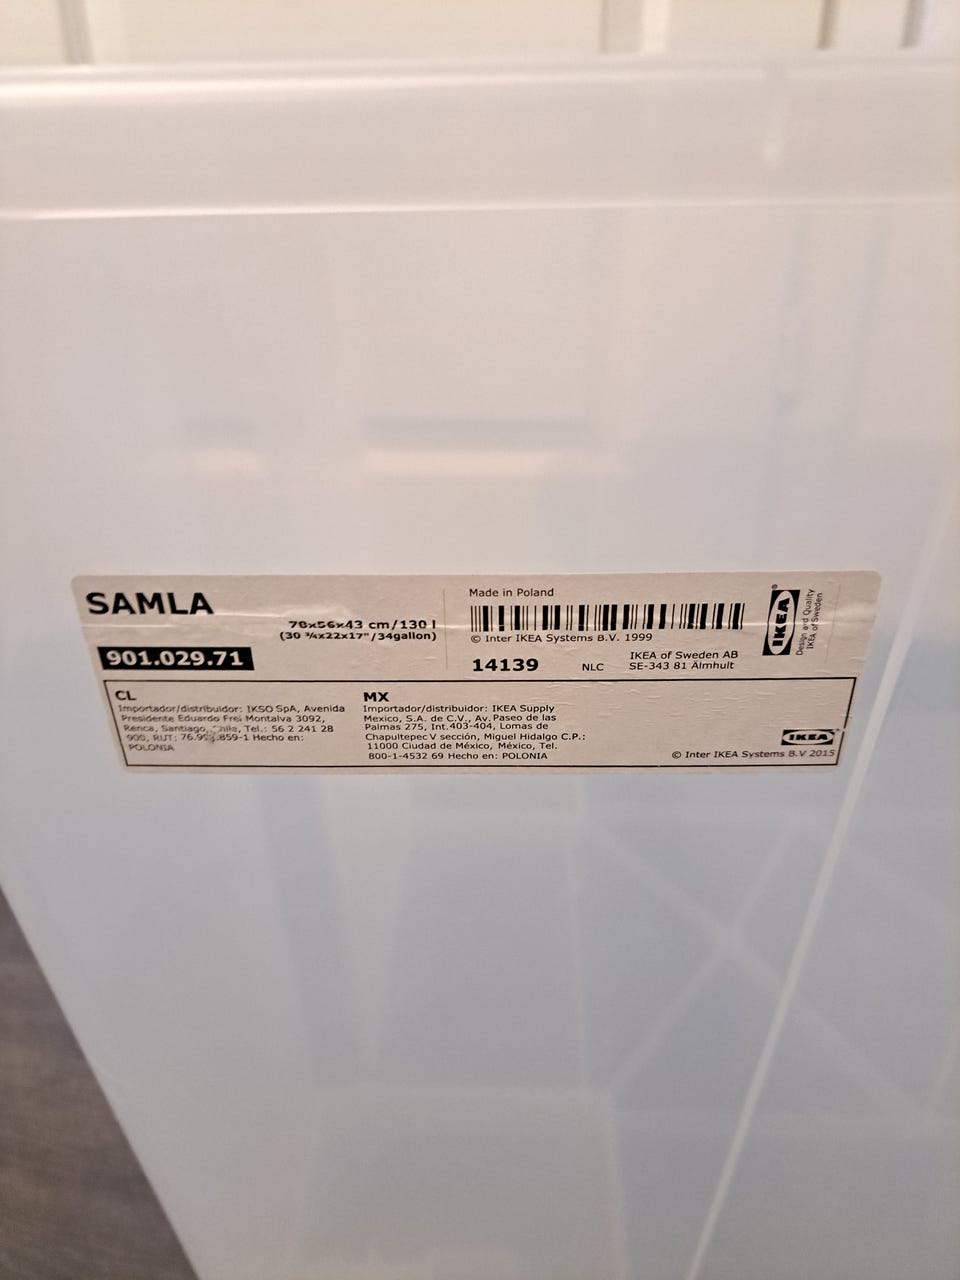 SAMLA
78x56x43 cm/130 l
(30 ¾x22x17"/34gallon)
901.029.71
Made in Poland
© Inter IKEA Systems B.V. 1999
14139
NLC
IKEA of Sweden AB
SE-343 81 Älmhult
IKEA
®
Design and Quality
IKEA of Sweden
CL
Importador/distribuidor: IKSO SpA, Avenida
Presidente Eduardo Frei Montalva 3092,
Renca, Santiago, Chile, Tel.: 56 2 241 28
900, RUT: .859-1 Hecho en:
POLONIA
MX
Importador/distribuidor: IKEA Supply
Mexico, S.A. de C.V., Av. Paseo de las
Palmas 275, Int.403-404, Lomas de
Chapultepec V sección, Miguel Hidalgo C.P.:
11000 Ciudad de México, México, Tel.
800-1-4532 69 Hecho en: POLONIA
IKEA
© Inter IKEA Systems B.V 2015